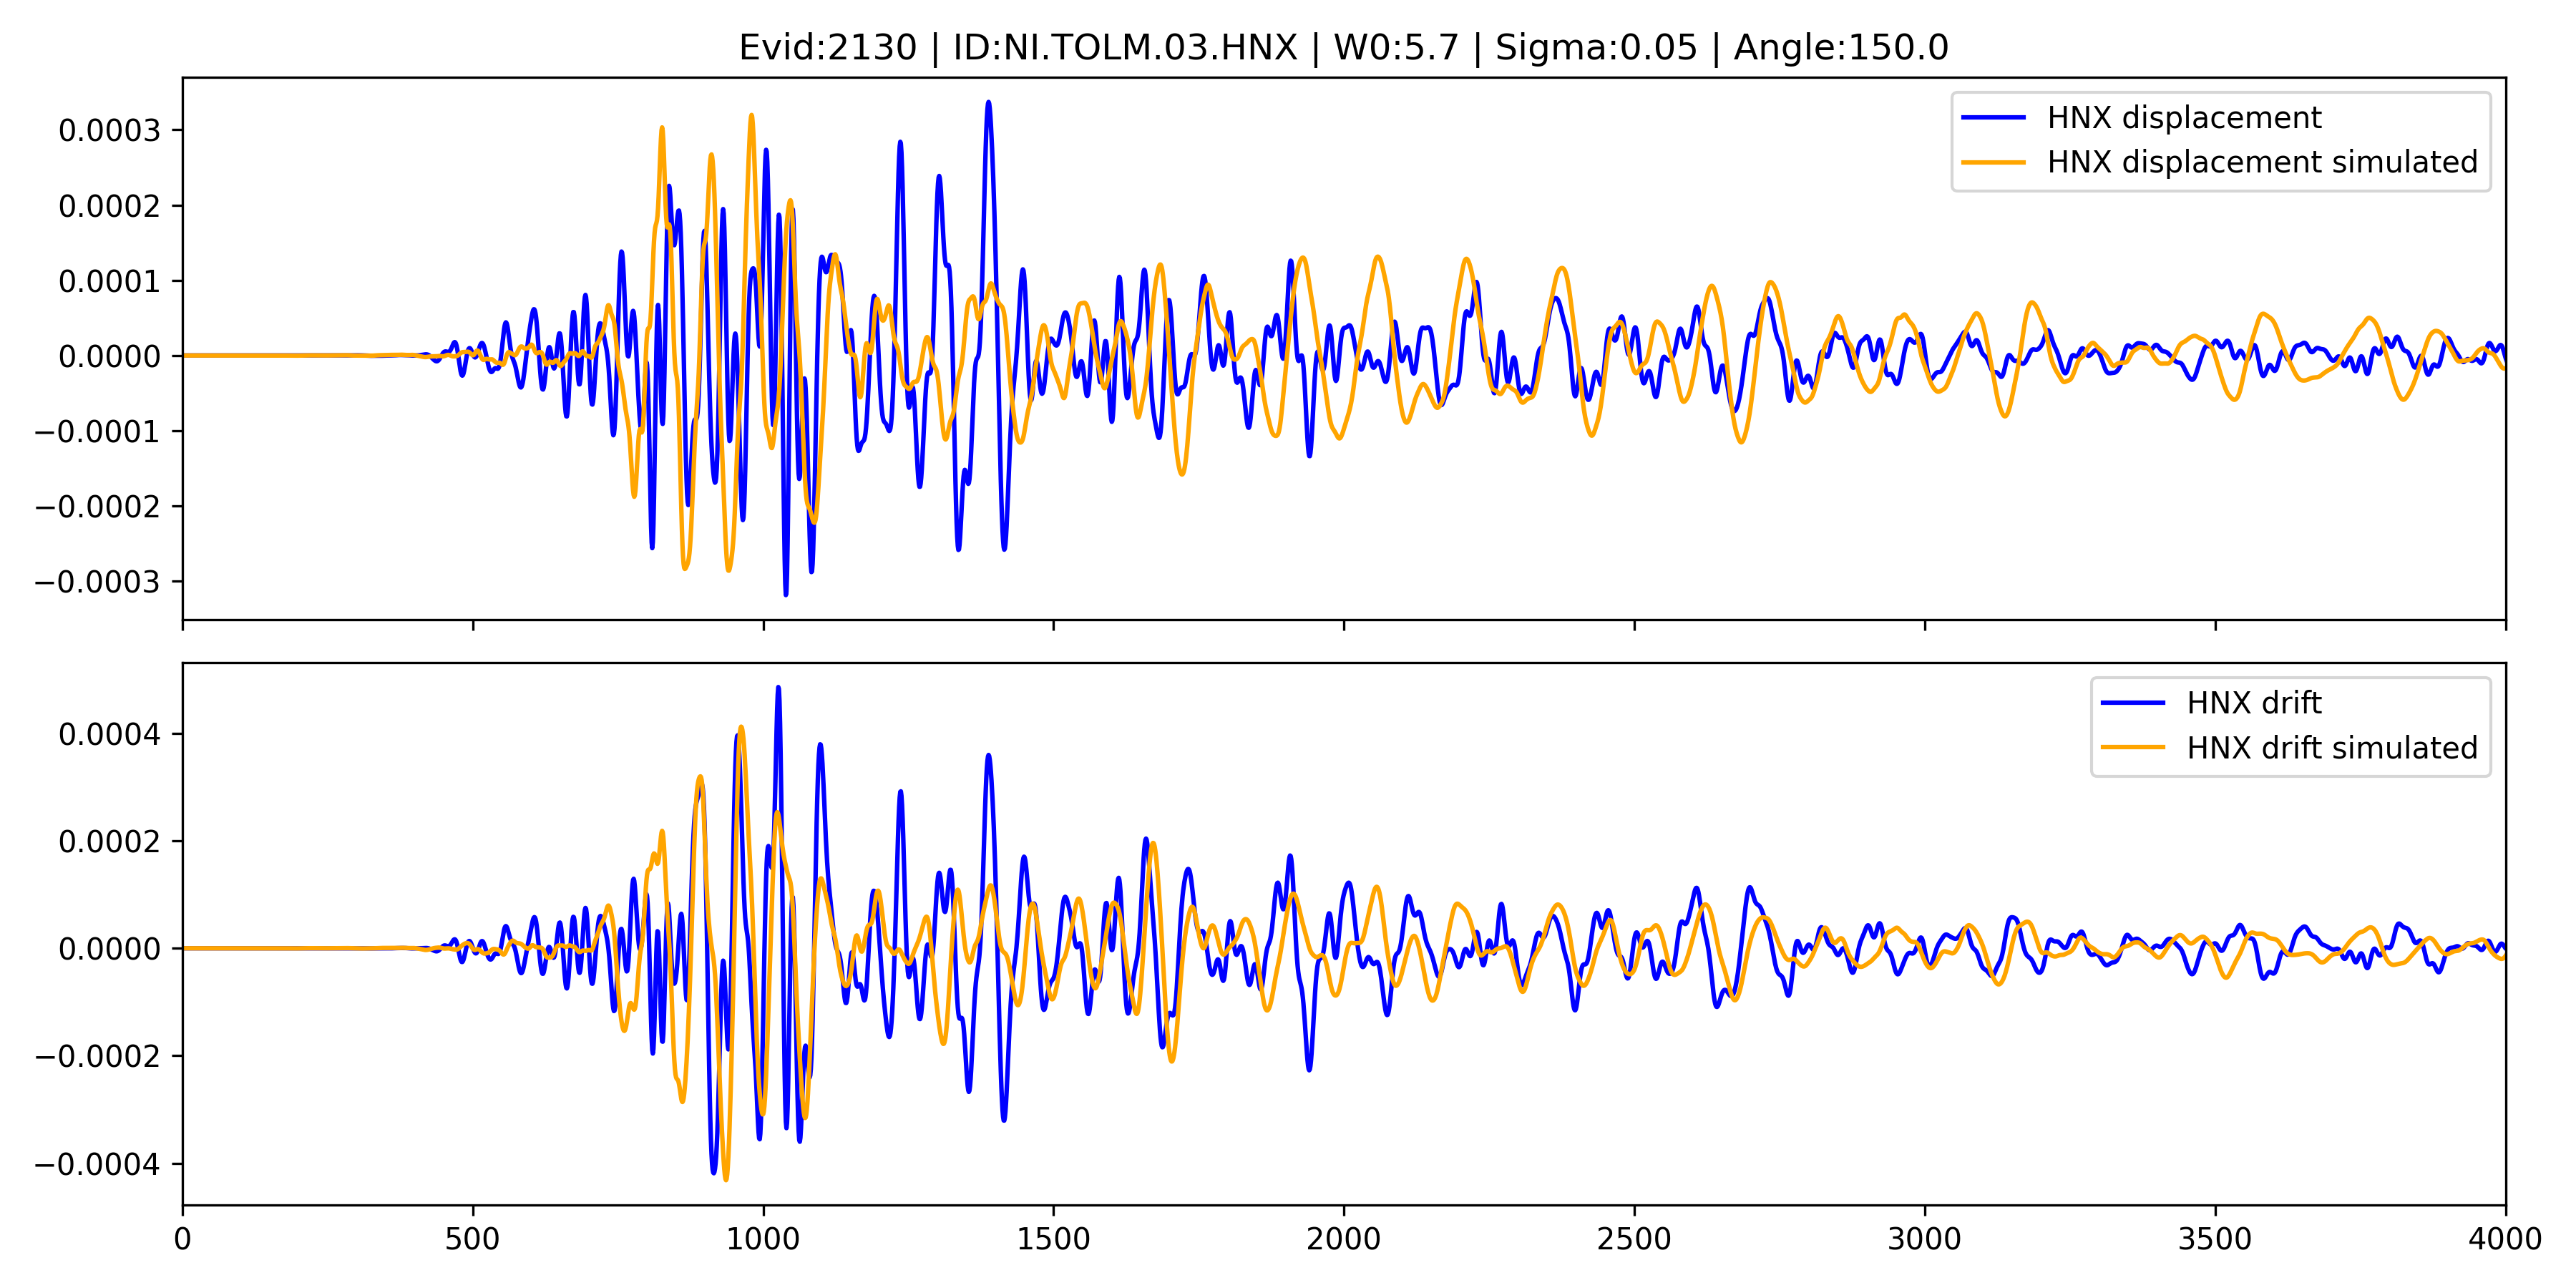 Evid:2130 | ID:NI.TOLM.03.HNX | W0:5.7 | Sigma:0.05 | Angle:150.0
HNX displacement
HNX displacement simulated
0.0003
0.0002
0.0001
0.0000
−0.0001
−0.0002
−0.0003
HNX drift
HNX drift simulated
0.0004
0.0002
0.0000
−0.0002
−0.0004
0 500 1000 1500 2000 2500 3000 3500 4000